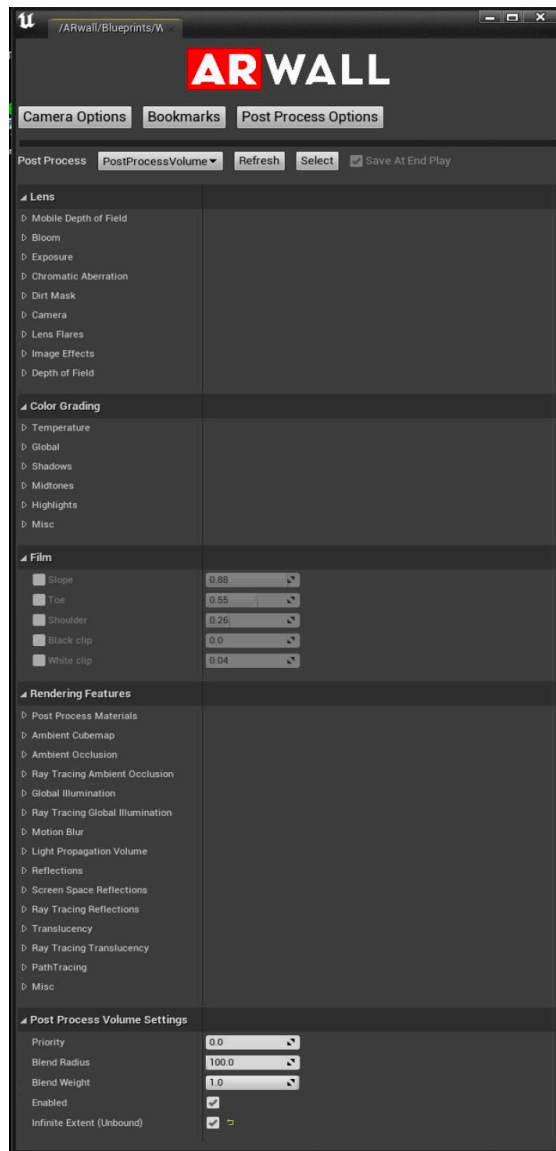 /ARwall/Blueprints/W
ARWALL
Camera Options Bookmarks Post Process Options
Post Process PostProcessVolume Refresh Select Save At End Play
Lens
Mobile Depth of Field
Bloom
Exposure
Chromatic Aberration
Dirt Mask
Camera
Lens Flares
Image Effects
Depth of Field
Color Grading
Temperature
Global
Shadows
Midtones
Highlights
Misc
Film
Slope 0.88
Toe 0.55
Shoulder 0.26
Black clip 0.0
White clip 0.04
Rendering Features
Post Process Materials
Ambient Cubemap
Ambient Occlusion
Ray Tracing Ambient Occlusion
Global Illumination
Ray Tracing Global Illumination
Motion Blur
Light Propagation Volume
Reflections
Screen Space Reflections
Ray Tracing Reflections
Translucency
Ray Tracing Translucency
PathTracing
Misc
Post Process Volume Settings
Priority 0.0
Blend Radius 100.0
Blend Weight 1.0
Enabled
Infinite Extent (Unbound)